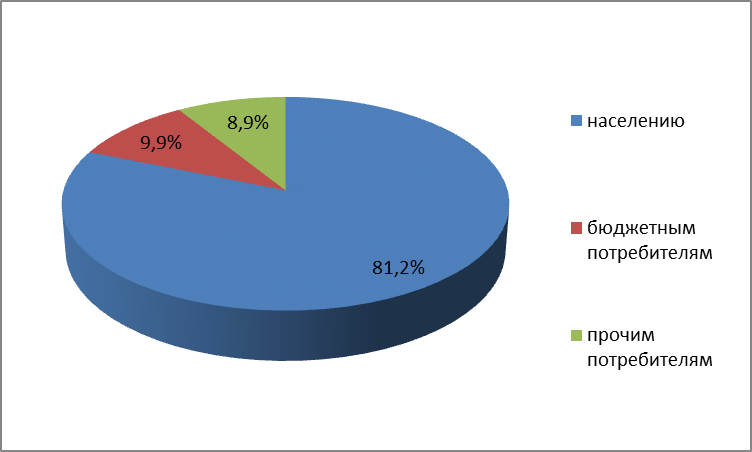 8,9%
9,9%
81,2%
населению
бюджетным
потребителям
прочим
потребителям